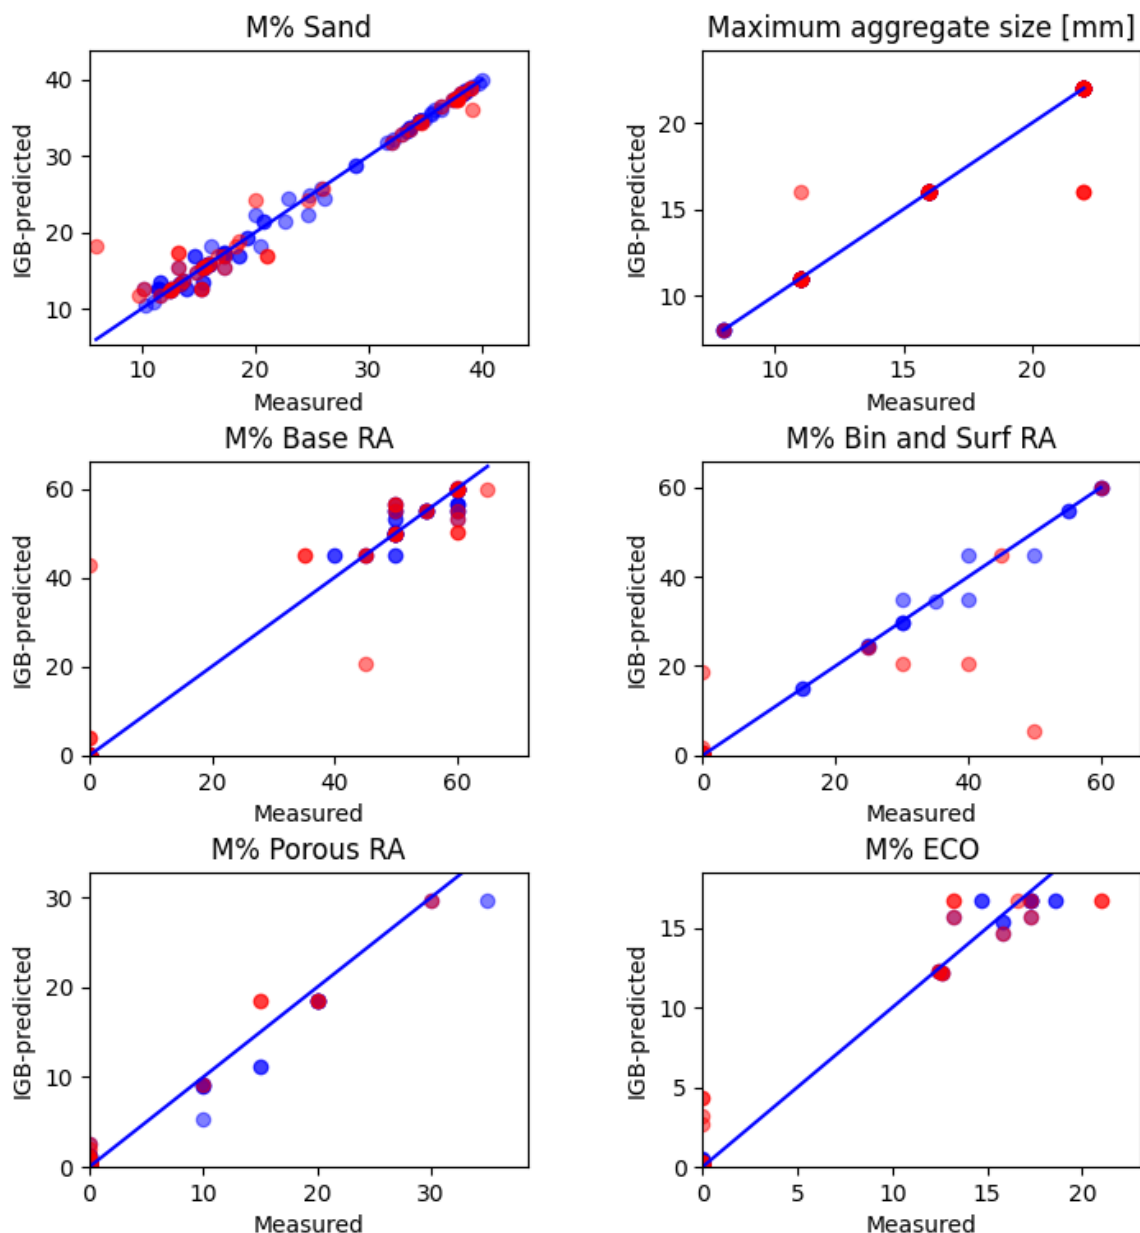 M% Sand
40
30
20
10
IGB-predicted
10 20 30 40
Measured
Maximum aggregate size [mm]
20
15
10
IGB-predicted
10 15 20
Measured
M% Base RA
60
40
20
0
IGB-predicted
0 20 40 60
Measured
M% Bin and Surf RA
60
40
20
0
IGB-predicted
0 20 40 60
Measured
M% Porous RA
30
20
10
0
IGB-predicted
0 10 20 30
Measured
M% ECO
15
10
5
0
IGB-predicted
0 5 10 15 20
Measured